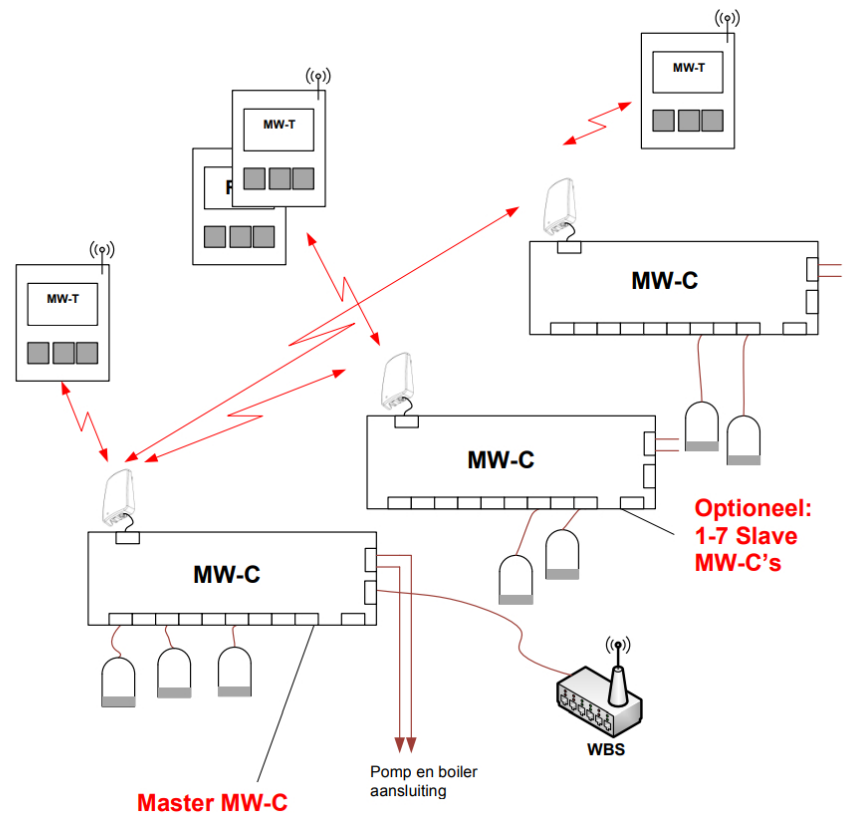 MW-T
MW-T
MW-T
MW-C
MW-C
Optioneel:
1-7 Slave
MW-C's
MW-C
WBS
Pomp en boiler
aansluiting
Master MW-C